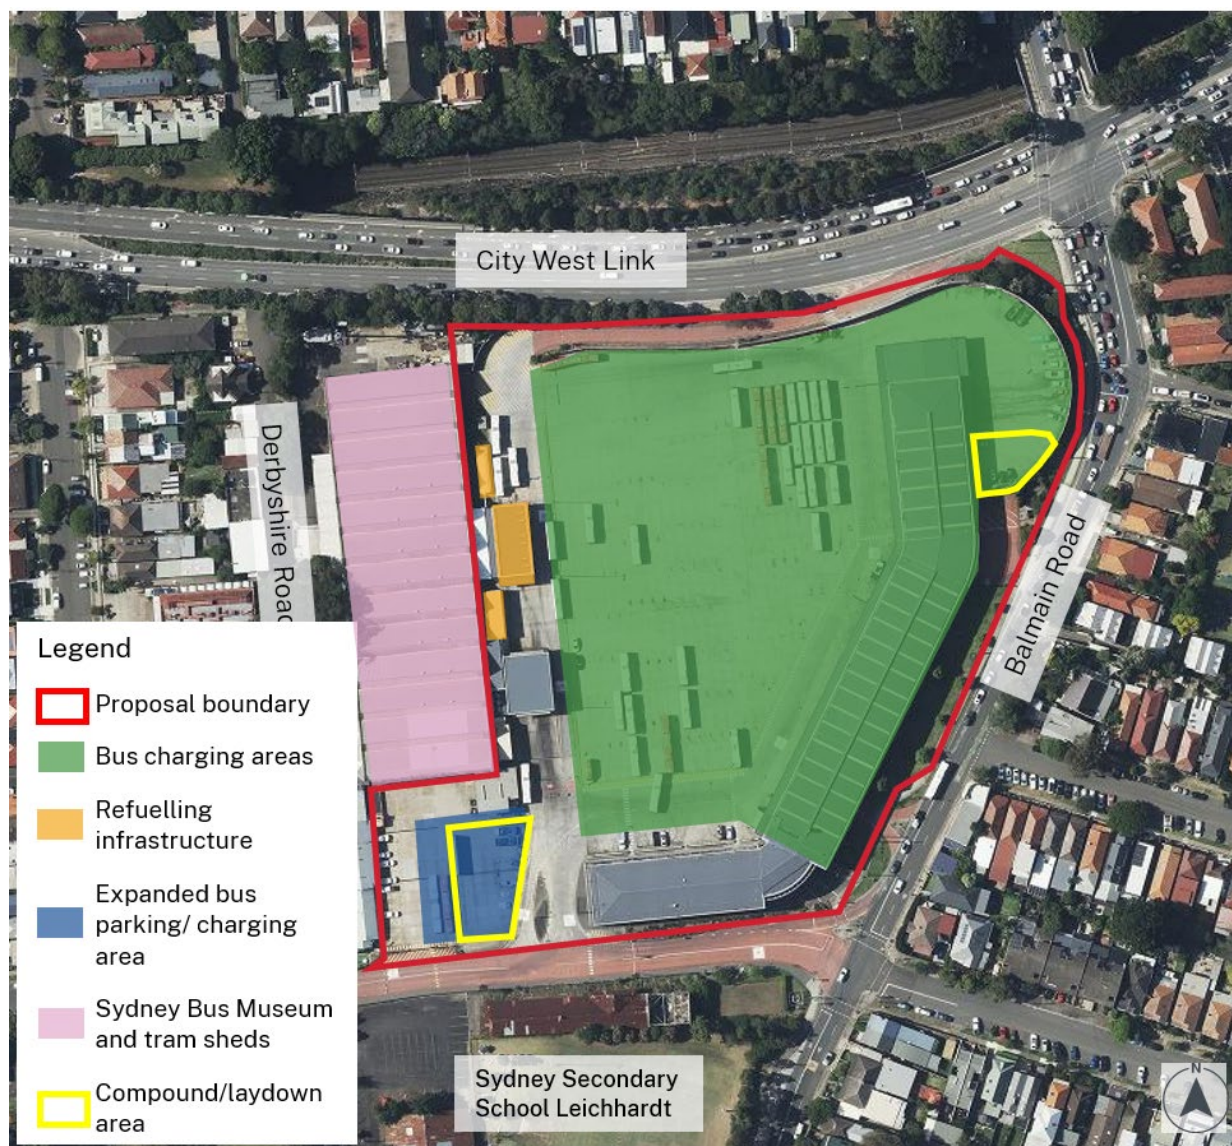 City West Link
Derbyshire Road
Balmain Road
Legend
Proposal boundary
Bus charging areas
Refuelling
infrastructure
Expanded bus
parking/ charging
area
Sydney Bus Museum
and tram sheds
Compound/laydown
area
Sydney Secondary
School Leichhardt
N